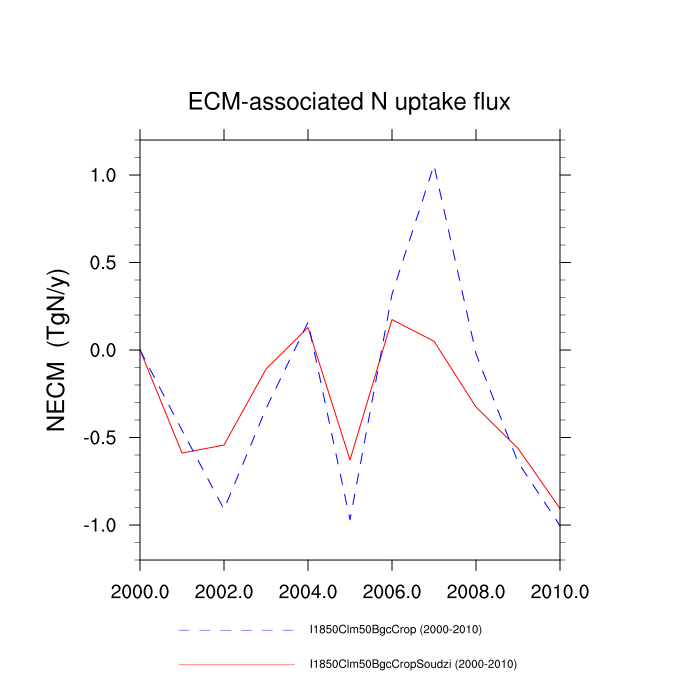 ECM-associated N uptake flux
NECM (TgN/y)
1.0
0.5
0.0
-0.5
-1.0
2000.0 2002.0 2004.0 2006.0 2008.0 2010.0
I1850Clm50BgcCrop (2000-2010)
I1850Clm50BgcCropSoudzi (2000-2010)